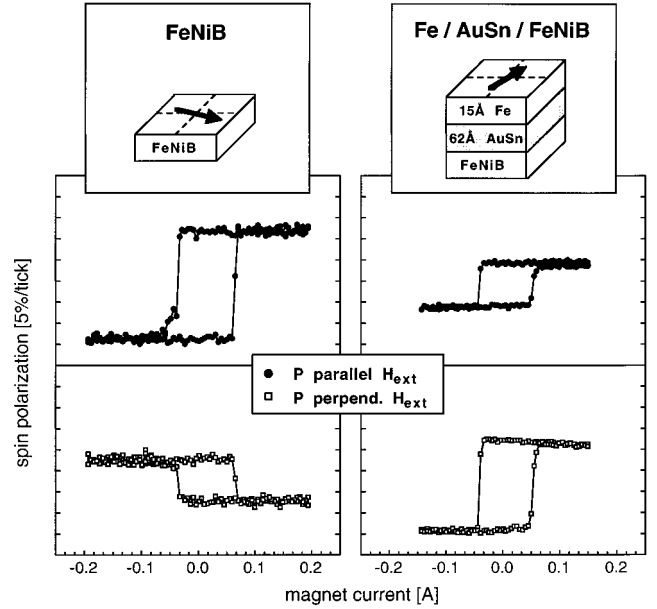 FeNiB
Fe / AuSn / FeNiB
FeNiB
15Å Fe
62Å AuSn
FeNiB
spin polarization [5%/tick]
P parallel Hext
P perpend. Hext
-0.2 -0.1 0.0 0.1 0.2
-0.2 -0.1 0.0 0.1 0.2
magnet current [A]